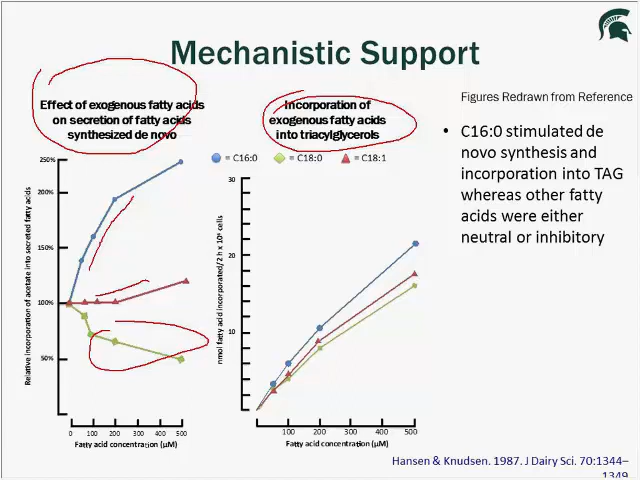 Mechanistic Support
Figures Redrawn from Reference
Effect of exogenous fatty acids
on secretion of fatty acids
synthesized de novo
Incorporation of
exogenous fatty acids
into triacylglycerols
• C16:0 stimulated de
novo synthesis and
incorporation into TAG
whereas other fatty
acids were either
neutral or inhibitory
= C16:0 = C18:0 = C18:1
Relative incorporation of acetate into secreted fatty acids
250%
200%
150%
100%
50%
0 100 200 300 400 500
Fatty acid concentration (µM)
nmol fatty acid incorporated/2 h x 10⁶ cells
30
20
10
100 200 300 400 500
Fatty acid concentration (µM)
Hansen & Knudsen. 1987. J Dairy Sci. 70:1344–
1349